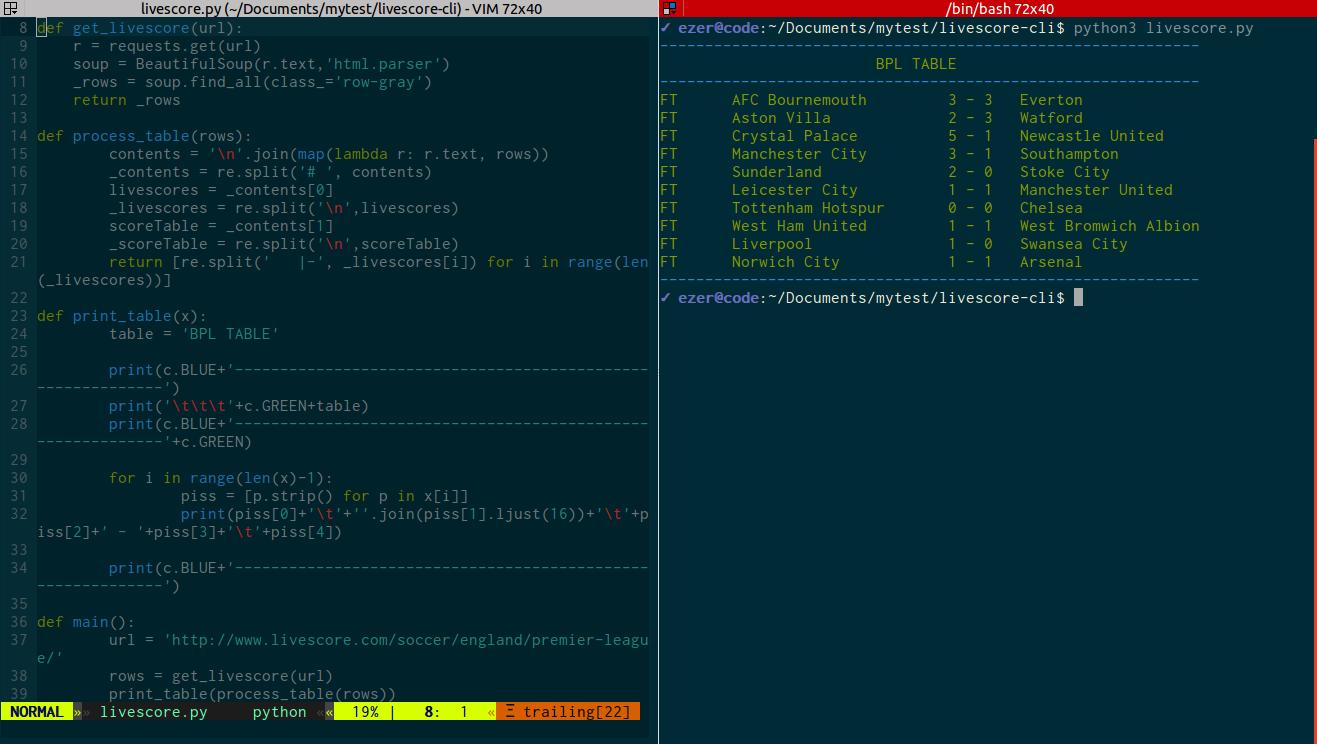 livescore.py (~/Documents/mytest/livescore-cli) - VIM 72x40
8 def get_livescore(url):
9     r = requests.get(url)
10     soup = BeautifulSoup(r.text,'html.parser')
11     _rows = soup.find_all(class_='row-gray')
12     return _rows
13
14 def process_table(rows):
15         contents = '\n'.join(map(lambda r: r.text, rows))
16         _contents = re.split('# ', contents)
17         livescores = _contents[0]
18         _livescores = re.split('\n',livescores)
19         scoreTable = _contents[1]
20         _scoreTable = re.split('\n',scoreTable)
21         return [re.split('   |-', _livescores[i]) for i in range(len
(_livescores))]
22
23 def print_table(x):
24         table = 'BPL TABLE'
25
26         print(c.BLUE+'----------------------------------------------
--------------')
27         print('\t\t\t'+c.GREEN+table)
28         print(c.BLUE+'----------------------------------------------
--------------'+c.GREEN)
29
30         for i in range(len(x)-1):
31                 piss = [p.strip() for p in x[i]]
32                 print(piss[0]+'\t'+''.join(piss[1].ljust(16))+'\t'+p
iss[2]+' - '+piss[3]+'\t'+piss[4])
33
34         print(c.BLUE+'----------------------------------------------
--------------')
35
36 def main():
37         url = 'http://www.livescore.com/soccer/england/premier-leagu
e/'
38         rows = get_livescore(url)
39         print_table(process_table(rows))
NORMAL »» livescore.py     python «« 19% |   8:   1 « Ξ trailing[22]
/bin/bash 72x40
✓ ezer@code:~/Documents/mytest/livescore-cli$ python3 livescore.py
------------------------------------------------------------
BPL TABLE
------------------------------------------------------------
FT      AFC Bournemouth         3 - 3   Everton
FT      Aston Villa             2 - 3   Watford
FT      Crystal Palace          5 - 1   Newcastle United
FT      Manchester City         3 - 1   Southampton
FT      Sunderland              2 - 0   Stoke City
FT      Leicester City          1 - 1   Manchester United
FT      Tottenham Hotspur       0 - 0   Chelsea
FT      West Ham United         1 - 1   West Bromwich Albion
FT      Liverpool               1 - 0   Swansea City
FT      Norwich City            1 - 1   Arsenal
------------------------------------------------------------
✓ ezer@code:~/Documents/mytest/livescore-cli$